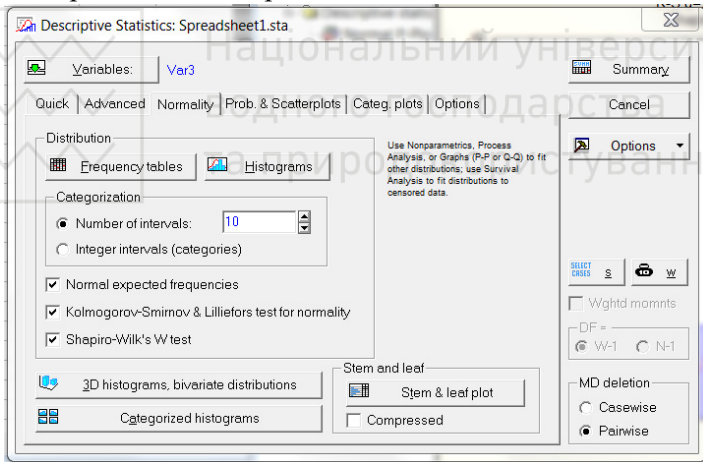 Descriptive Statistics: Spreadsheet1.sta
Національний уніве
Variables: Var3
Summary
Quick Advanced Normality Prob. & Scatterplots Categ. plots Options
Cancel
водного господарства
Distribution
Options
Use Nonparametrics, Process
Analysis, or Graphs (P-P or Q-Q) to fit
other distributions; use Survival
Analysis to fit distributions to
censored data.
Frequency tables Histograms
та
Categorization
Number of intervals: 10
Integer intervals (categories)
SELECT CASES S W
Normal expected frequencies
Wghtd momnts
Kolmogorov-Smirnov & Lilliefors test for normality
DF =
W-1 N-1
Shapiro-Wilk's W test
Stem and leaf
3D histograms, bivariate distributions
Stem & leaf plot
MD deletion
Casewise
Categorized histograms
Compressed
Pairwise